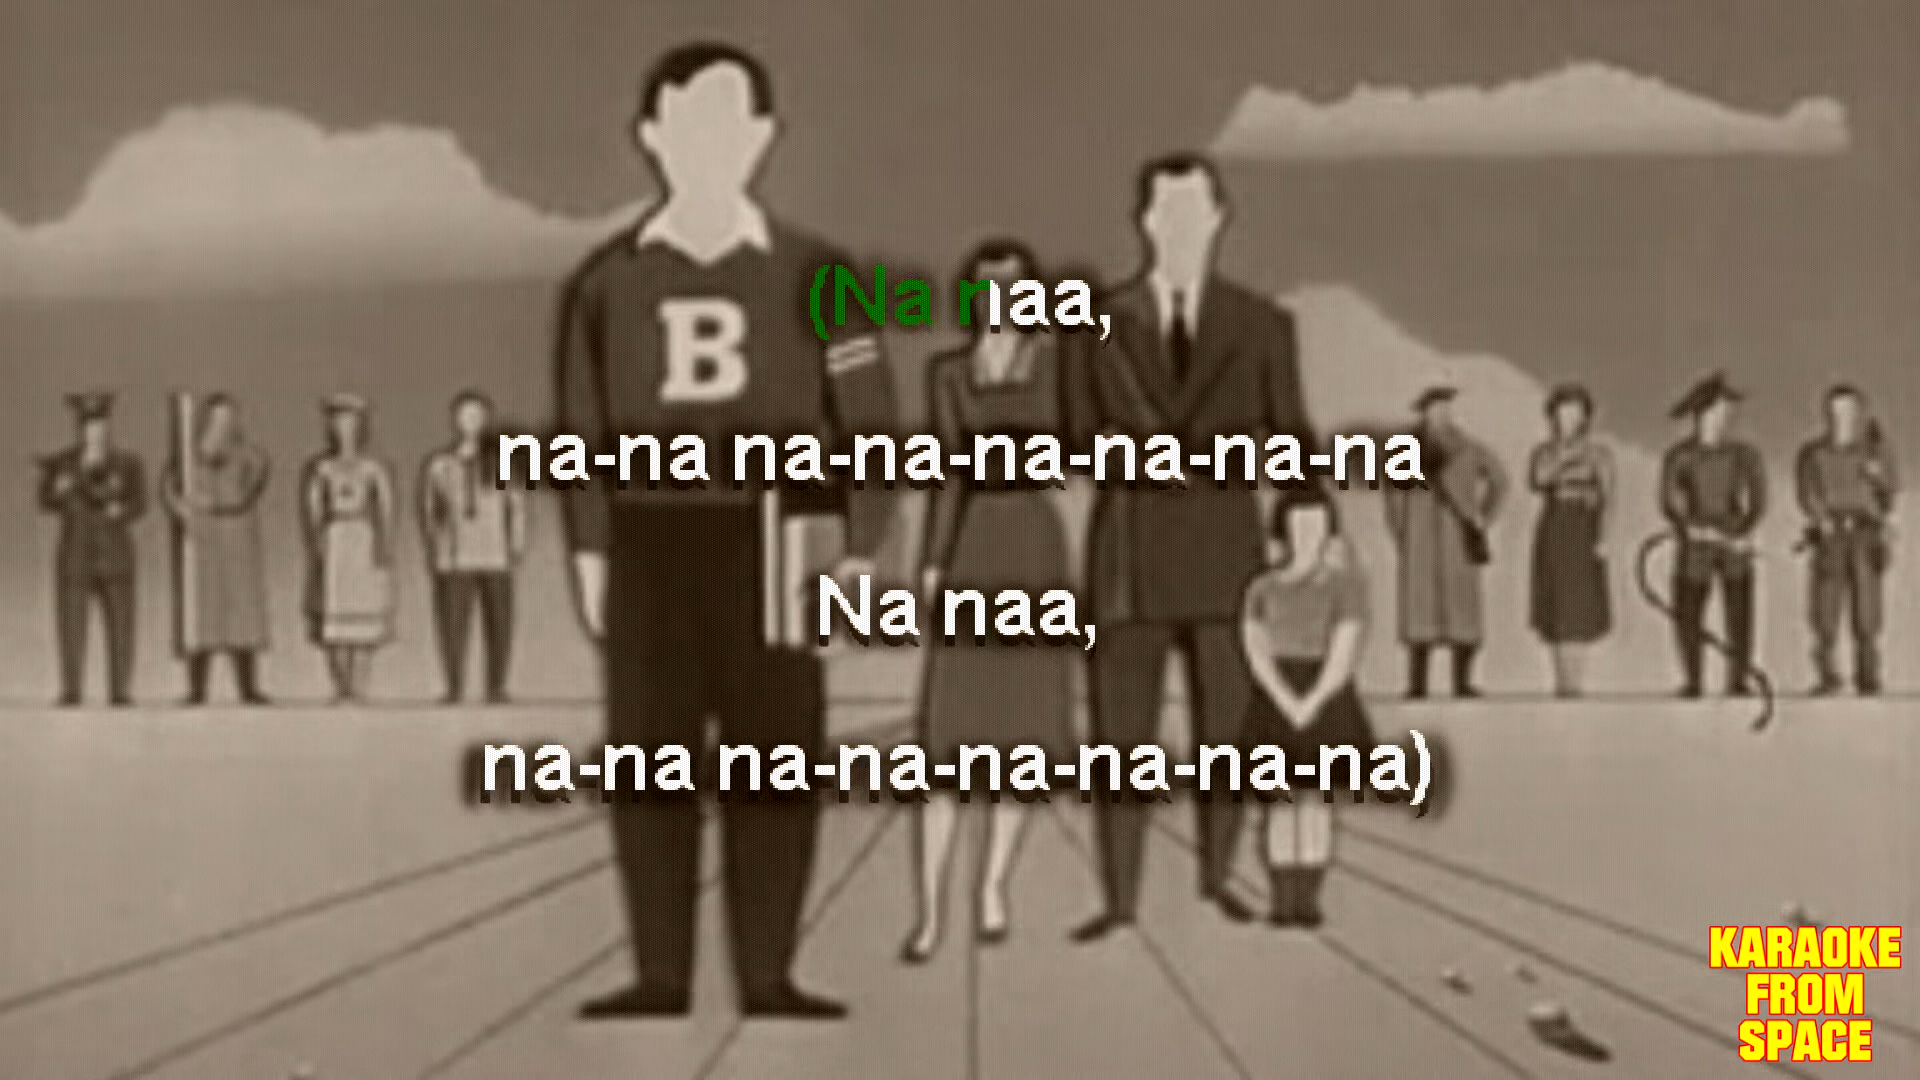 B
(Na naa,
na-na na-na-na-na-na-na
Na naa,
na-na na-na-na-na-na-na)
KARAOKE
FROM
SPACE